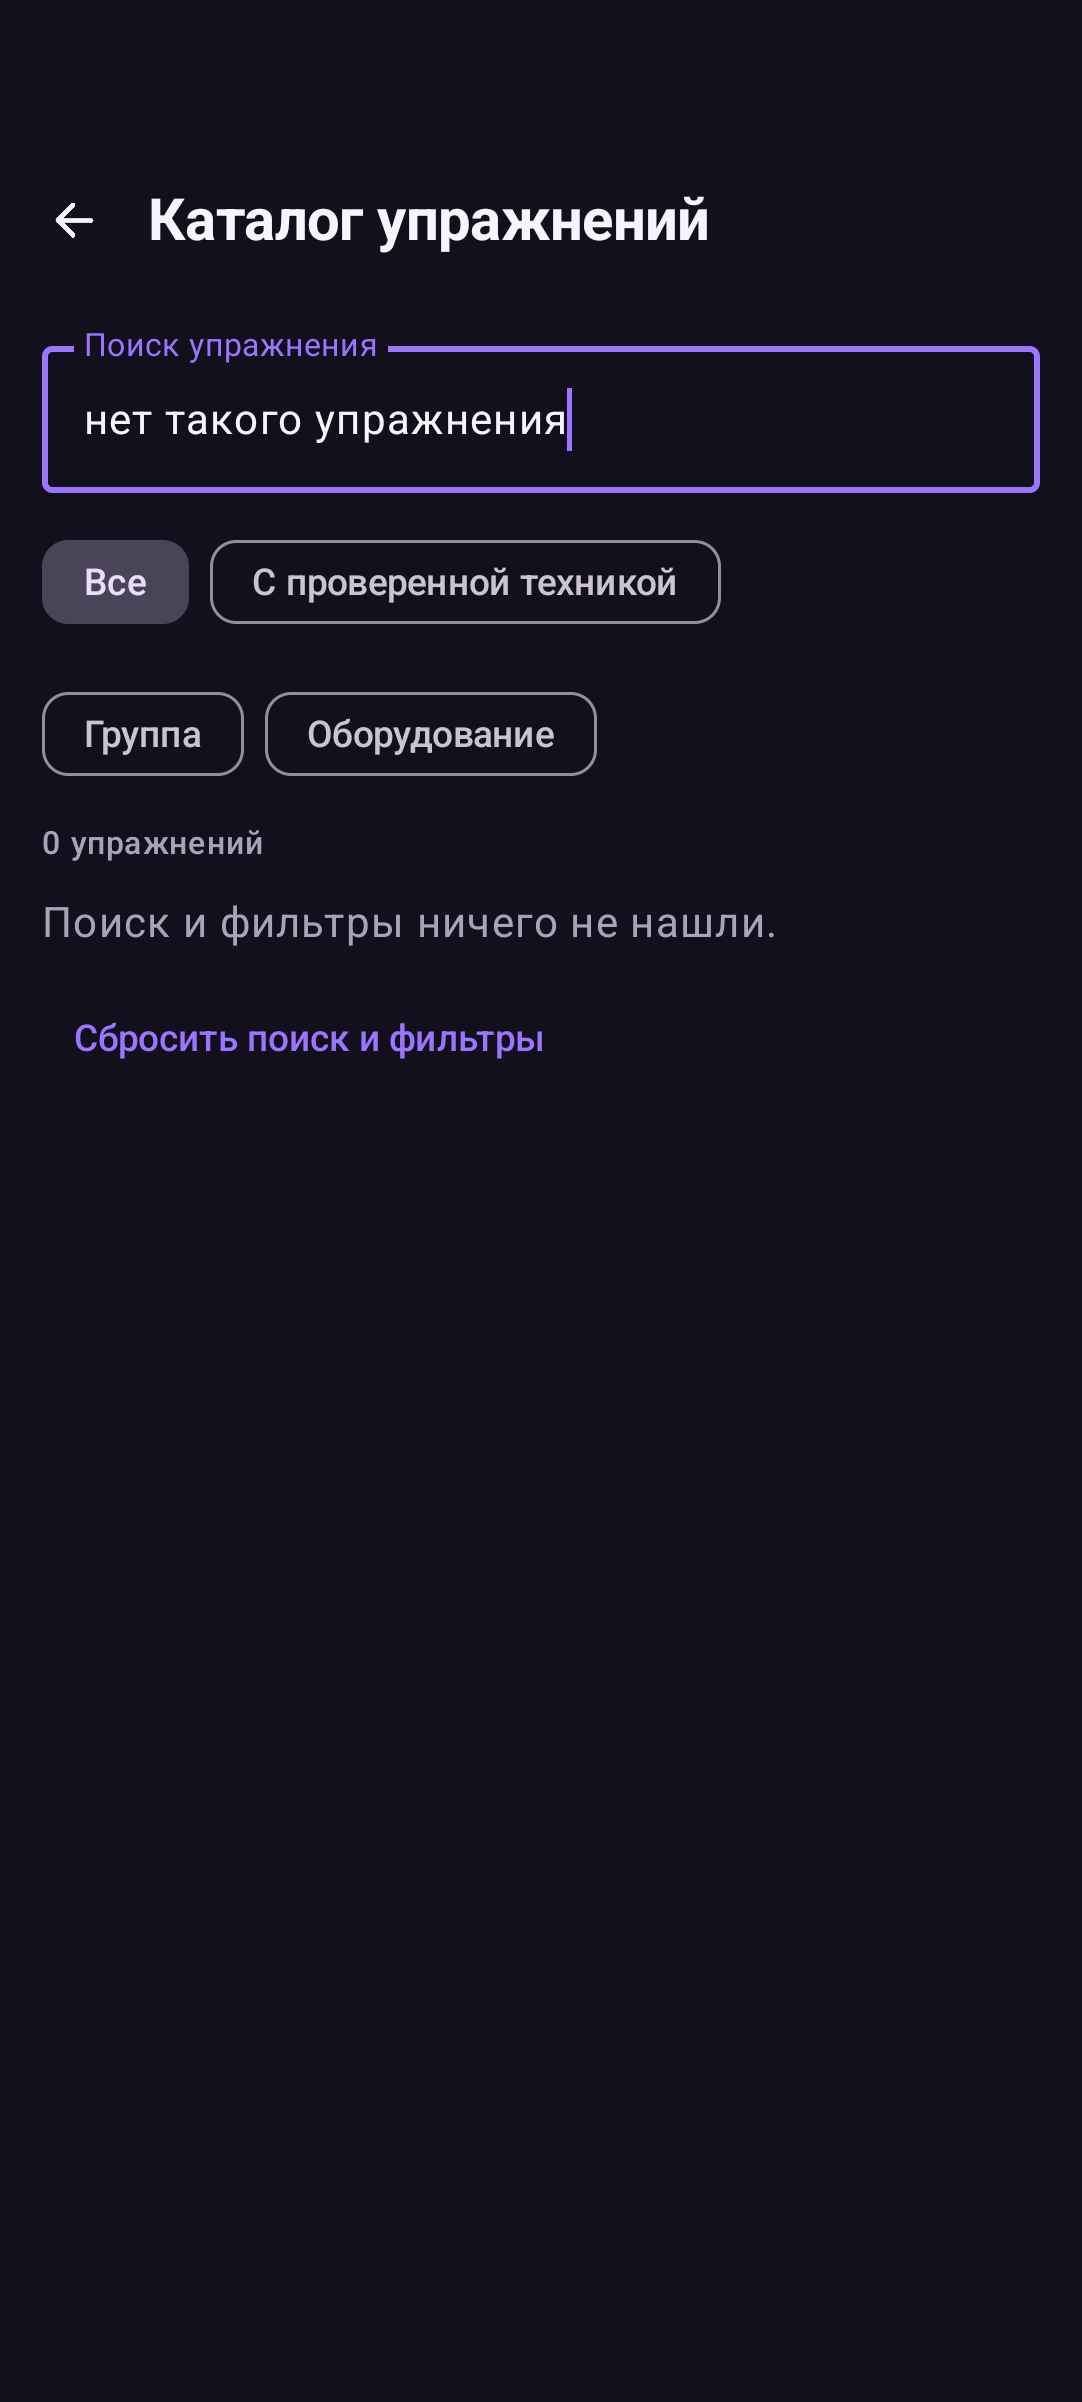 Каталог упражнений
Поиск упражнения
нет такого упражнения
Все
С проверенной техникой
Группа
Оборудование
0 упражнений
Поиск и фильтры ничего не нашли.
Сбросить поиск и фильтры